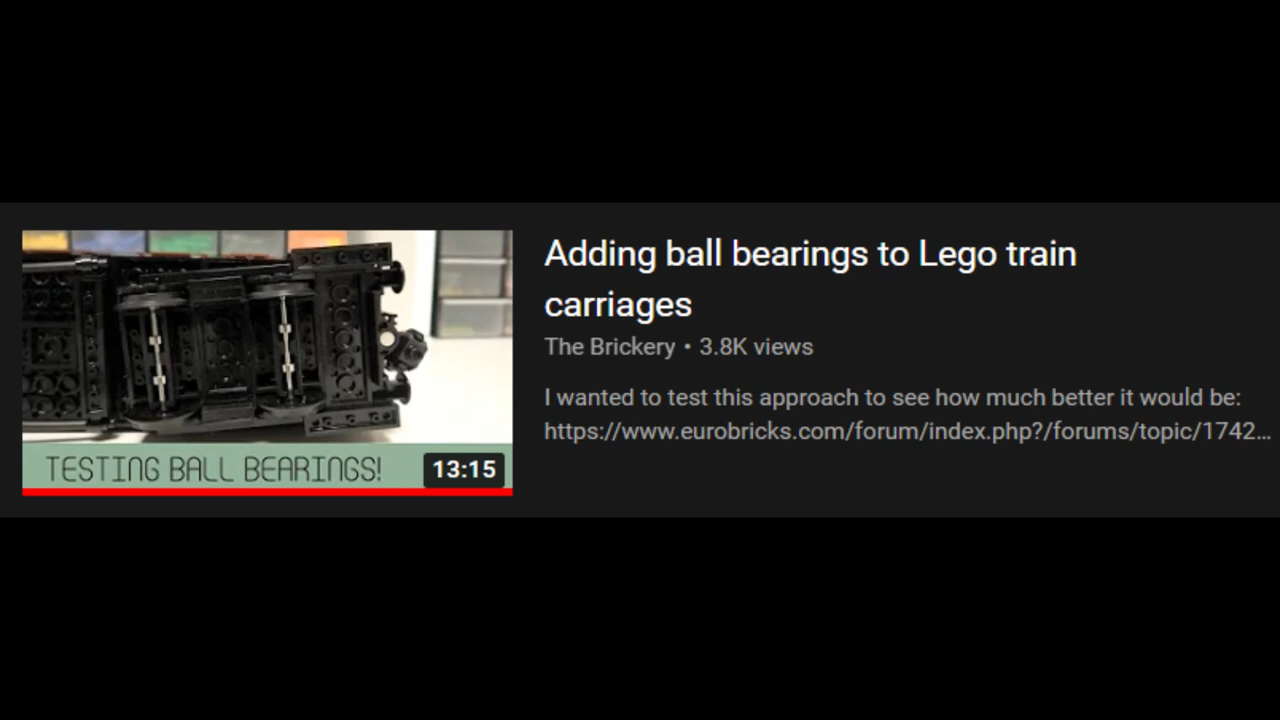 Adding ball bearings to Lego train
carriages
The Brickery • 3.8K views
I wanted to test this approach to see how much better it would be:
https://www.eurobricks.com/forum/index.php?/forums/topic/1742...
TESTING BALL BEARINGS!
13:15